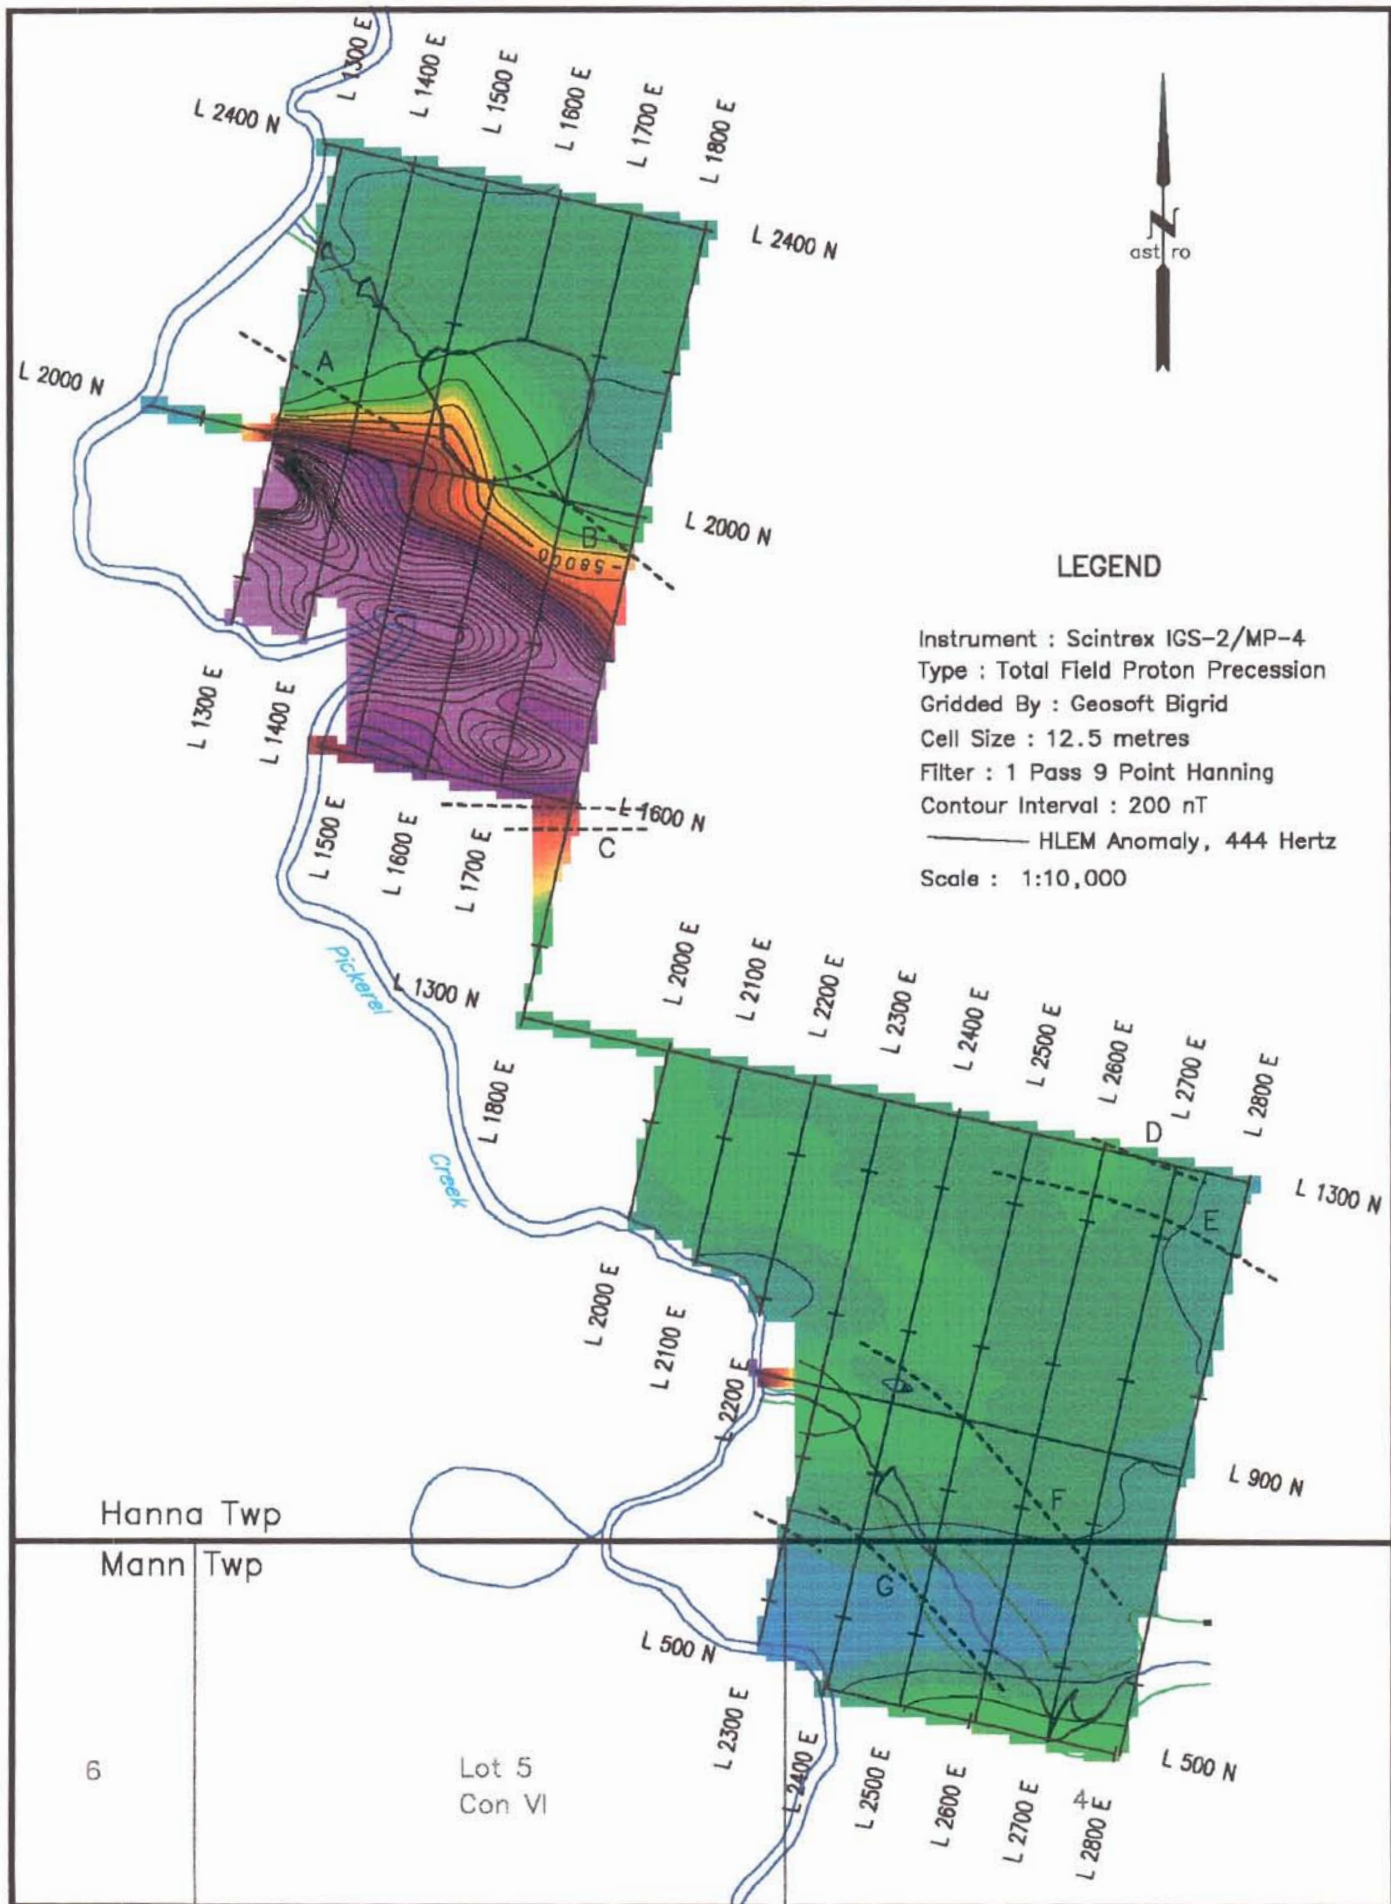 L 1300 E
L 1400 E
L 1500 E
L 1600 E
L 1700 E
L 1800 E
L 2400 N
L 2400 N
N
astro
A
L 2000 N
L 2000 N
B
58000
LEGEND
Instrument : Scintrex IGS-2/MP-4
Type : Total Field Proton Precession
Gridded By : Geosoft Bigrid
Cell Size : 12.5 metres
Filter : 1 Pass 9 Point Hanning
Contour Interval : 200 nT
HLEM Anomaly, 444 Hertz
Scale : 1:10,000
L 1300 E
L 1400 E
L 1500 E
L 1600 E
L 1700 E
L 1600 N
C
Pickerel
Creek
L 1300 N
L 1800 E
L 2000 E
L 2100 E
L 2200 E
L 2300 E
L 2400 E
L 2500 E
L 2600 E
L 2700 E
L 2800 E
D
L 1300 N
E
L 2000 E
L 2100 E
L 2200 E
L 900 N
F
Hanna Twp
Mann Twp
G
L 500 N
L 2300 E
L 2400 E
L 2500 E
L 2600 E
L 2700 E
L 2800 E
L 500 N
6
Lot 5
Con VI
4